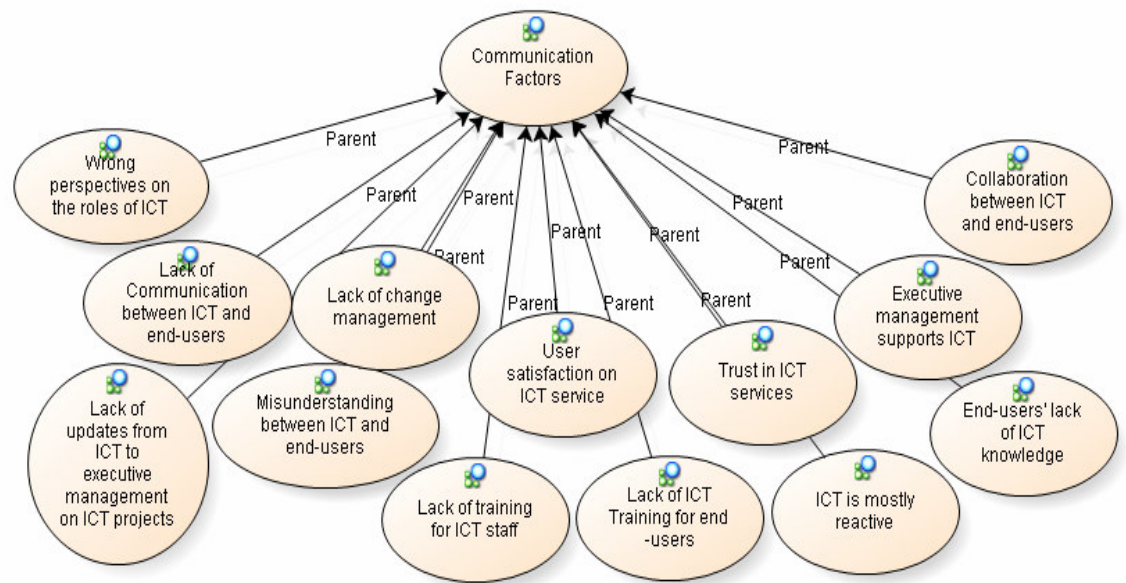 Communication
Factors
Parent
Wrong
perspectives on
the roles of ICT
Parent
Parent
Parent
Parent
Parent
Collaboration
between ICT
and end-users
Lack of
Communication
between ICT and
end-users
Parent
Lack of change
management
Parent
Executive
management
supports ICT
Parent
Parent
Parent
User
satisfaction on
ICT service
Trust in ICT
services
Lack of
updates from
ICT to
executive
management
on ICT projects
Misunderstanding
between ICT and
end-users
End-users' lack
of ICT
knowledge
Lack of training
for ICT staff
Lack of ICT
Training for end
-users
ICT is mostly
reactive